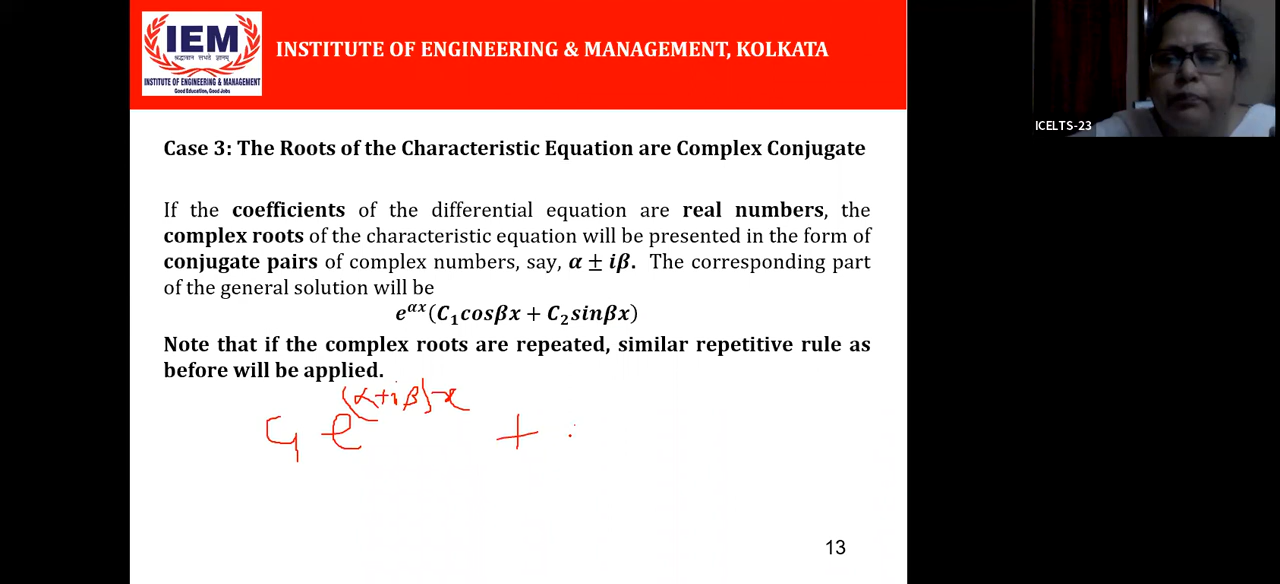 IEM
श्रद्धावान लभते ज्ञानम्
INSTITUTE OF ENGINEERING & MANAGEMENT
Good Education, Good Jobs
INSTITUTE OF ENGINEERING & MANAGEMENT, KOLKATA
ICELTS-23
Case 3: The Roots of the Characteristic Equation are Complex Conjugate
If the coefficients of the differential equation are real numbers, the
complex roots of the characteristic equation will be presented in the form of
conjugate pairs of complex numbers, say, α ± iβ. The corresponding part
of the general solution will be
e^{αx}(C₁cosβx + C₂sinβx)
Note that if the complex roots are repeated, similar repetitive rule as
before will be applied.
C₁ e^{(α+iβ)x} +
13